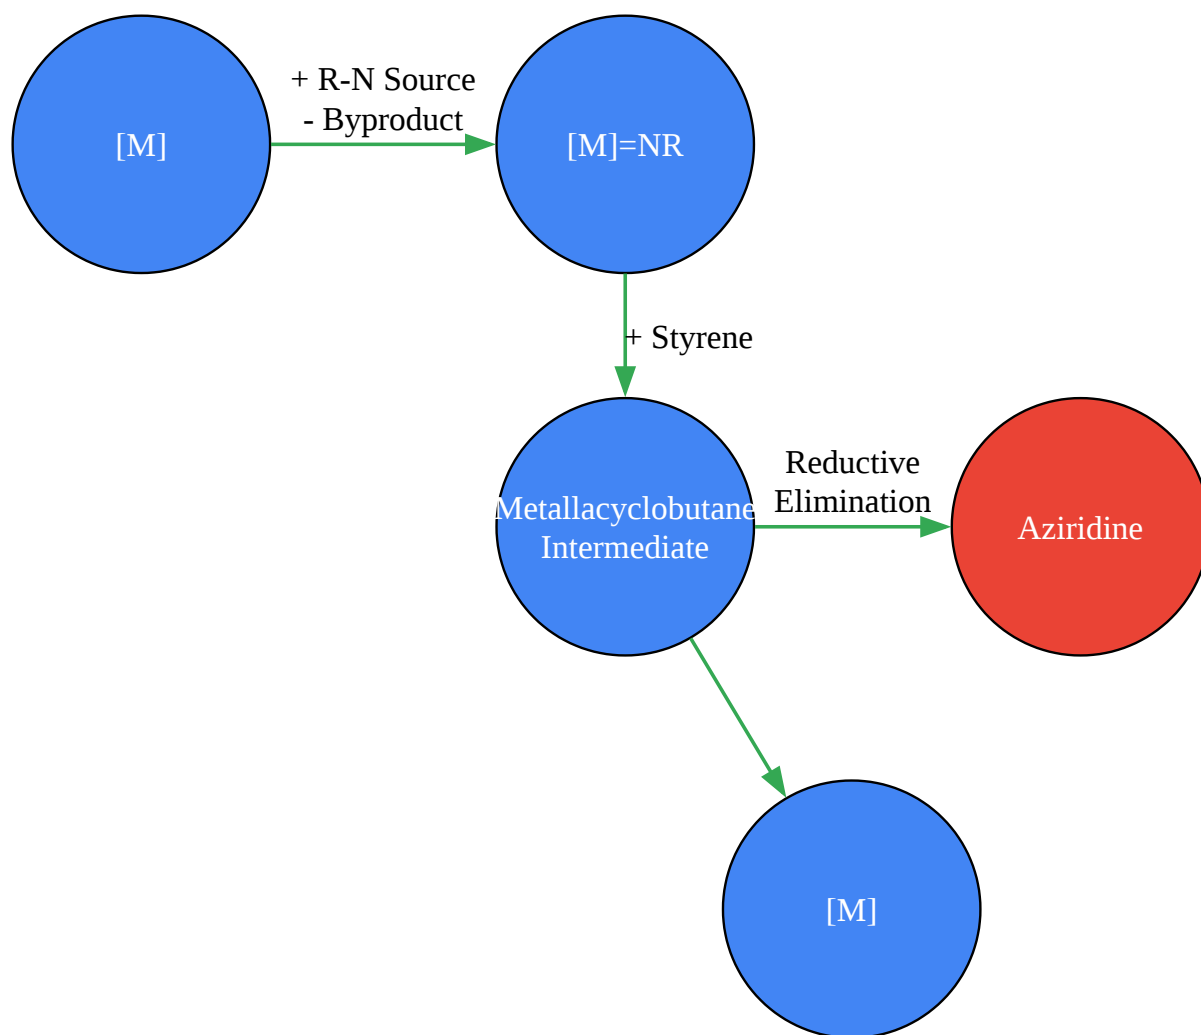 [M]
+ R-N Source
- Byproduct
[M]=NR
+ Styrene
Metallacyclobutane
Intermediate
Reductive
Elimination
Aziridine
[M]